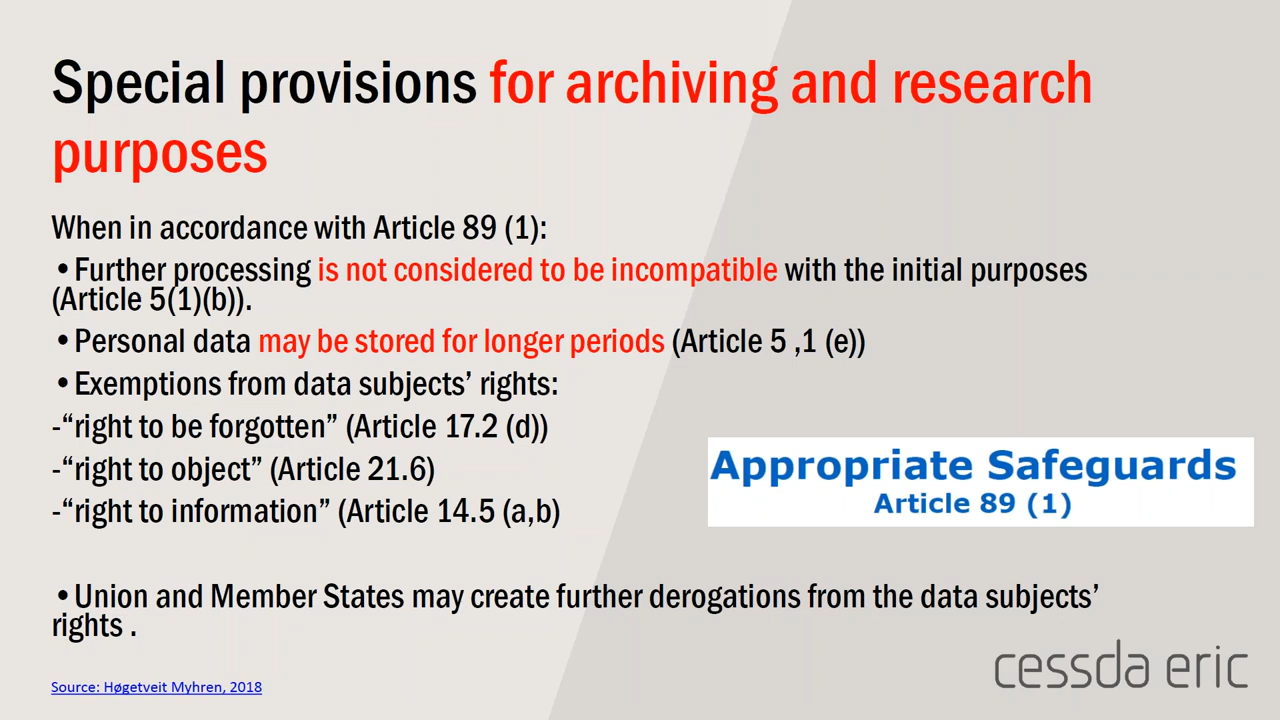 Special provisions for archiving and research
purposes
When in accordance with Article 89 (1):
•Further processing is not considered to be incompatible with the initial purposes
(Article 5(1)(b)).
•Personal data may be stored for longer periods (Article 5 ,1 (e))
•Exemptions from data subjects’ rights:
-“right to be forgotten” (Article 17.2 (d))
-“right to object” (Article 21.6)
-“right to information” (Article 14.5 (a,b)
Appropriate Safeguards
Article 89 (1)
•Union and Member States may create further derogations from the data subjects’
rights .
cessda eric
Source: Høgetveit Myhren, 2018